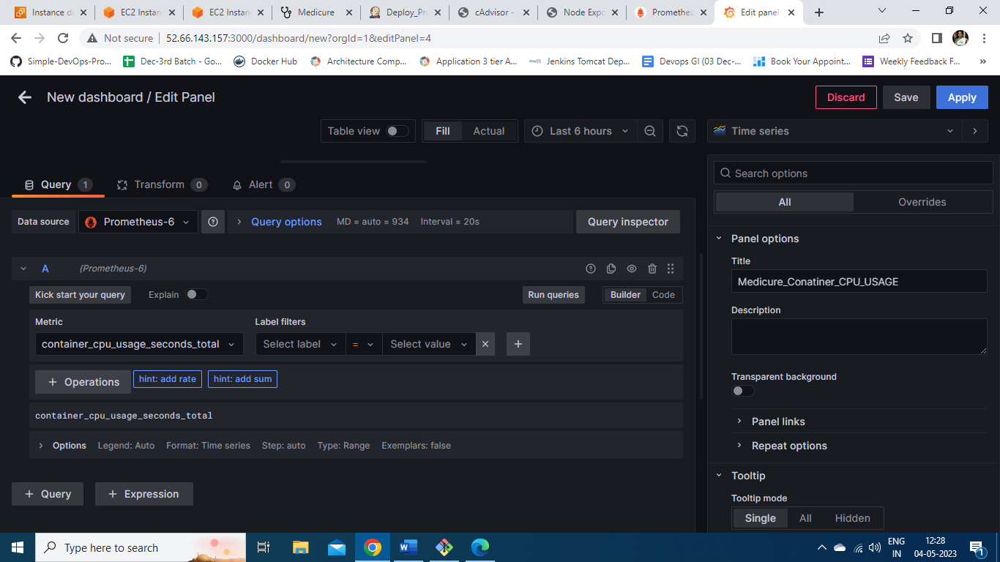 Instance de
EC2 Instan
EC2 Instan
Medicure
Deploy_Pro
cAdvisor -
Node Expo
Prometheu
Edit panel
Not secure
52.66.143.157:3000/dashboard/new?orgId=1&editPanel=4
Simple-DevOps-Pro...
Dec-3rd Batch - Go...
Docker Hub
Architecture Comp...
Application 3 tier A...
Jenkins Tomcat Dep...
Devops GI (03 Dec-...
Book Your Appoint...
Weekly Feedback F...
New dashboard / Edit Panel
Discard
Save
Apply
Table view
Fill
Actual
Last 6 hours
Time series
Query 1
Transform 0
Alert 0
Search options
All
Overrides
Data source
Prometheus-6
Query options
MD = auto = 934
Interval = 20s
Query inspector
Panel options
Title
Medicure_Conatiner_CPU_USAGE
A
(Prometheus-6)
Kick start your query
Explain
Run queries
Builder
Code
Description
Metric
Label filters
container_cpu_usage_seconds_total
Select label
=
Select value
+ Operations
hint: add rate
hint: add sum
Transparent background
container_cpu_usage_seconds_total
Panel links
Options
Legend: Auto
Format: Time series
Step: auto
Type: Range
Exemplars: false
Repeat options
Tooltip
+ Query
+ Expression
Tooltip mode
Single
All
Hidden
Type here to search
ENG
IN
12:28
04-05-2023
1